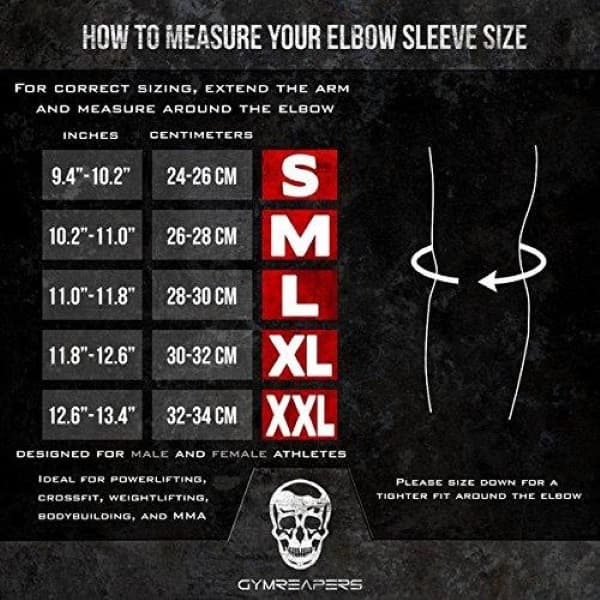 HOW TO MEASURE YOUR ELBOW SLEEVE SIZE
FOR CORRECT SIZING, EXTEND THE ARM
AND MEASURE AROUND THE ELBOW
INCHES CENTIMETERS
9.4"-10.2" 24-26 CM S
10.2"-11.0" 26-28 CM M
11.0"-11.8" 28-30 CM L
11.8"-12.6" 30-32 CM XL
12.6"-13.4" 32-34 CM XXL
DESIGNED FOR MALE AND FEMALE ATHLETES
IDEAL FOR POWERLIFTING,
CROSSFIT, WEIGHTLIFTING,
BODYBUILDING, AND MMA
PLEASE SIZE DOWN FOR A
TIGHTER FIT AROUND THE ELBOW
GYMREAPERS